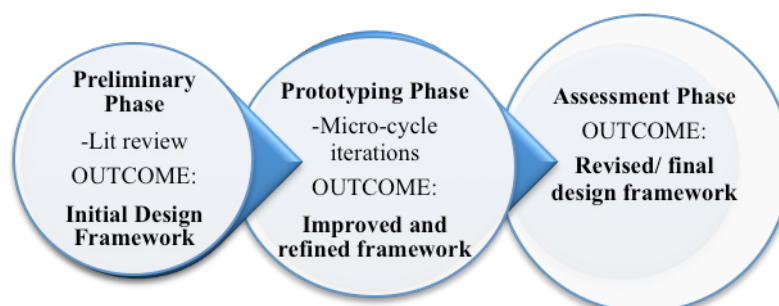 Preliminary
Phase
-Lit review
OUTCOME:
Initial Design
Framework
Prototyping Phase
-Micro-cycle
iterations
OUTCOME:
Improved and
refined framework
Assessment Phase
OUTCOME:
Revised/ final
design framework